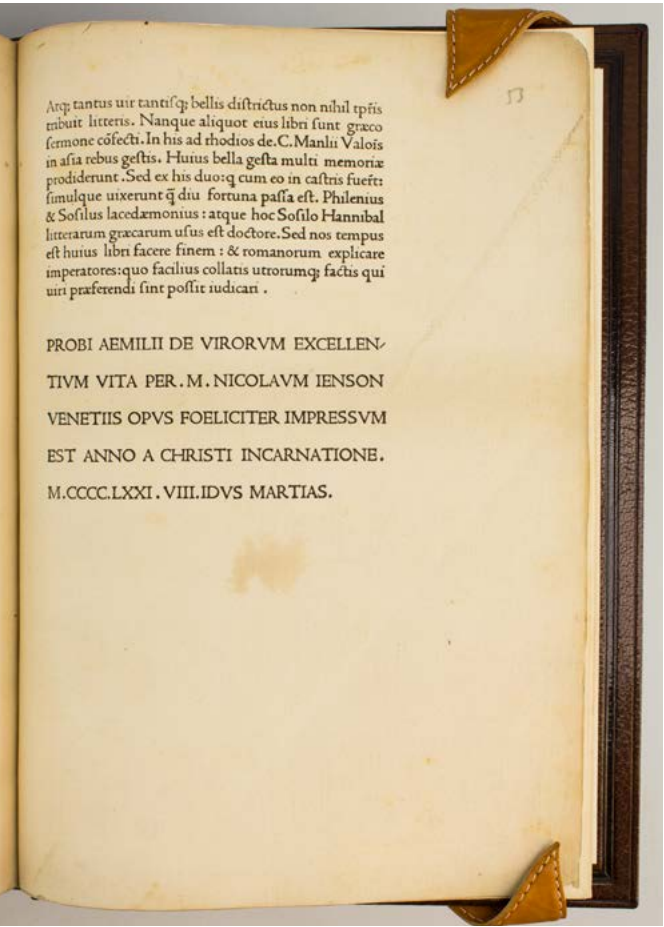 53
Atq; tantus uir tantiſq; bellis diſtrictus non nihil tp̄ris
tribuit litteris. Nanque aliquot eius libri ſunt græco
ſermone cōfecti. In his ad rhodios de.C.Manlii Valois
in aſia rebus geſtis. Huius bella geſta multi memoriæ
prodiderunt .Sed ex his duo:q cum eo in caſtris fuer̄t:
ſimulque uixerunt q̄ diu fortuna paſſa eſt. Philenius
& Soſilus lacedæmonius : atque hoc Soſilo Hannibal
litterarum græcarum uſus eſt doctore.Sed nos tempus
eſt huius libri facere finem : & romanorum explicare
imperatores:quo facilius collatis utrorumq; factis qui
uiri præferendi ſint poſſit iudicari .
PROBI AEMILII DE VIRORVM EXCELLEN-
TIVM VITA PER.M.NICOLAVM IENSON
VENETIIS OPVS FOELICITER IMPRESSVM
EST ANNO A CHRISTI INCARNATIONE.
M.CCCC.LXXI.VIII.IDVS MARTIAS.